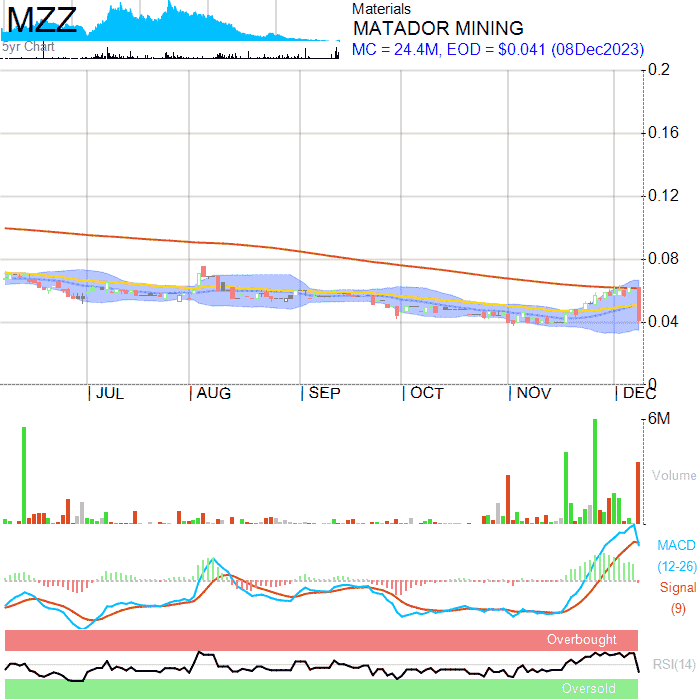 MZZ
5yr Chart
Materials
MATADOR MINING
MC = 24.4M, EOD = $0.041 (08Dec2023)
0.2
0.16
0.12
0.08
0.04
0
JUL
AUG
SEP
OCT
NOV
DEC
6M
Volume
MACD
(12-26)
Signal
(9)
Overbought
RSI(14)
Oversold